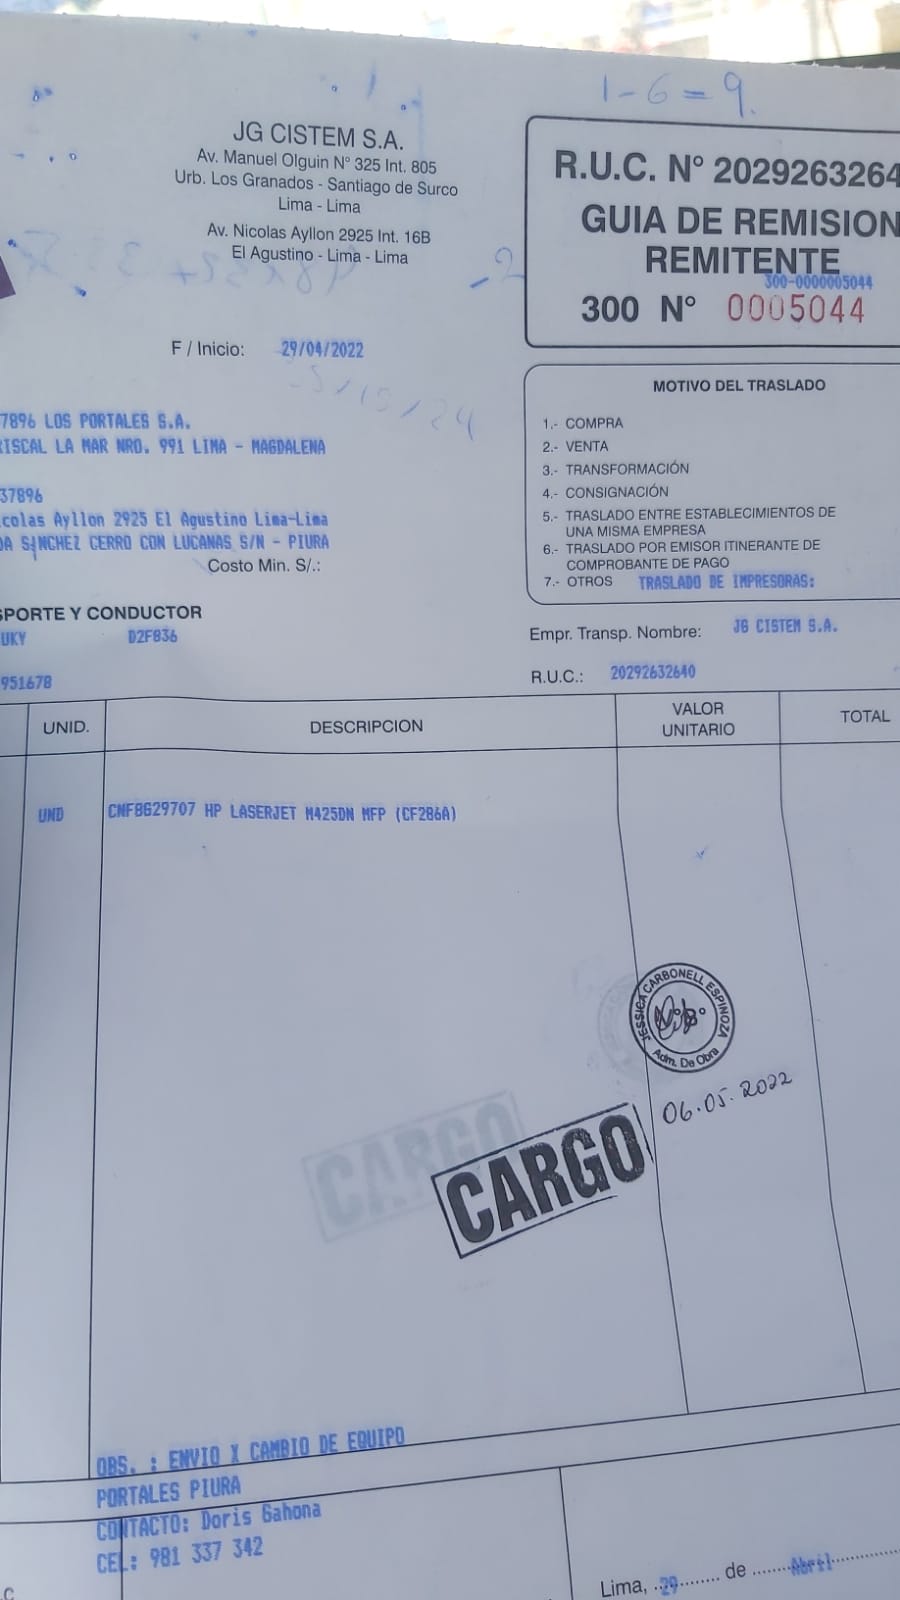 1-6=9.
JG CISTEM S.A.
Av. Manuel Olguin Nº 325 Int. 805
Urb. Los Granados - Santiago de Surco
Lima - Lima
Av. Nicolas Ayllon 2925 Int. 16B
El Agustino - Lima - Lima
R.U.C. Nº 2029263264
GUIA DE REMISION
REMITENTE
300-0000005044
300 Nº 0005044
-2
F / Inicio: 29/04/2022
7896 LOS PORTALES S.A.
RISCAL LA MAR NRO. 991 LIMA - MAGDALENA
37896
colas Ayllon 2925 El Agustino Lima-Lima
DA SANCHEZ CERRO CON LUCANAS S/N - PIURA
Costo Min. S/.:
MOTIVO DEL TRASLADO
1.- COMPRA
2.- VENTA
3.- TRANSFORMACIÓN
4.- CONSIGNACIÓN
5.- TRASLADO ENTRE ESTABLECIMIENTOS DE
UNA MISMA EMPRESA
6.- TRASLADO POR EMISOR ITINERANTE DE
COMPROBANTE DE PAGO
7.- OTROS TRASLADO DE IMPRESORAS:
SPORTE Y CONDUCTOR
UKY D2F836
951678
Empr. Transp. Nombre: JG CISTEM S.A.
R.U.C.: 20292632640
UNID. DESCRIPCION VALOR UNITARIO TOTAL
UND CNF8G29707 HP LASERJET M425DN MFP (CF286A)
JESSICA CARBONELL ESPINOZA
VºBº
Adm. De Obra
06.05.2022
CARGO
CARGO
OBS. : ENVIO X CAMBIO DE EQUIPO
PORTALES PIURA
CONTACTO: Doris Gahona
CEL: 981 337 342
Lima, 29 de Abril